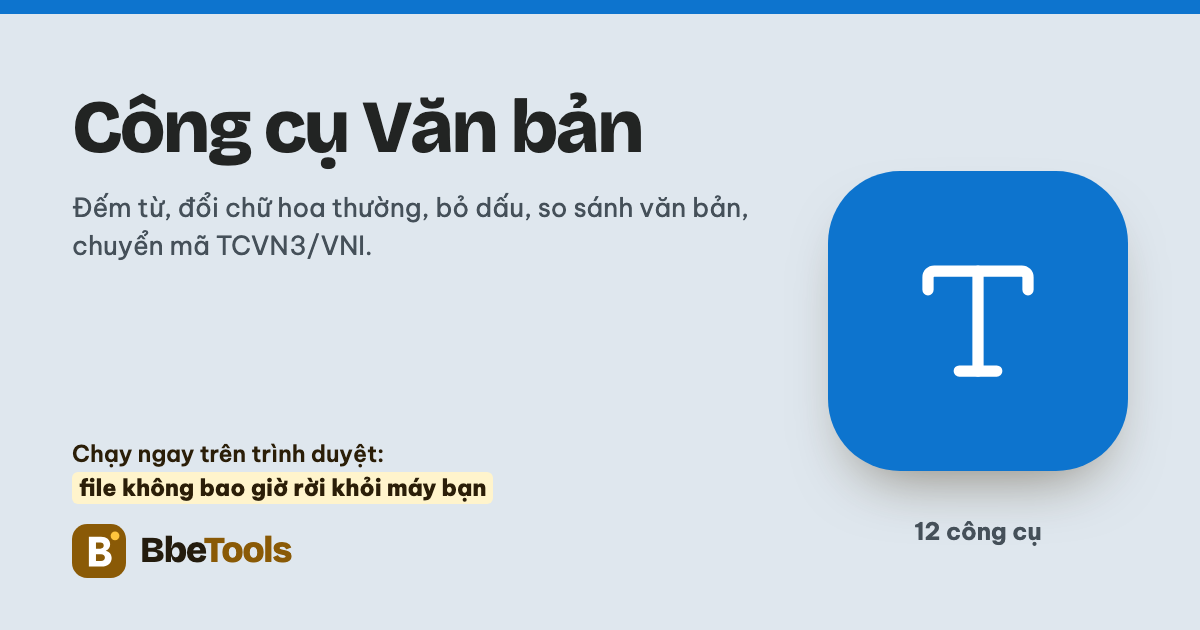 Công cụ Văn bản
Đếm từ, đổi chữ hoa thường, bỏ dấu, so sánh văn bản,
chuyển mã TCVN3/VNI.
T
Chạy ngay trên trình duyệt:
file không bao giờ rời khỏi máy bạn
B BbeTools
12 công cụ